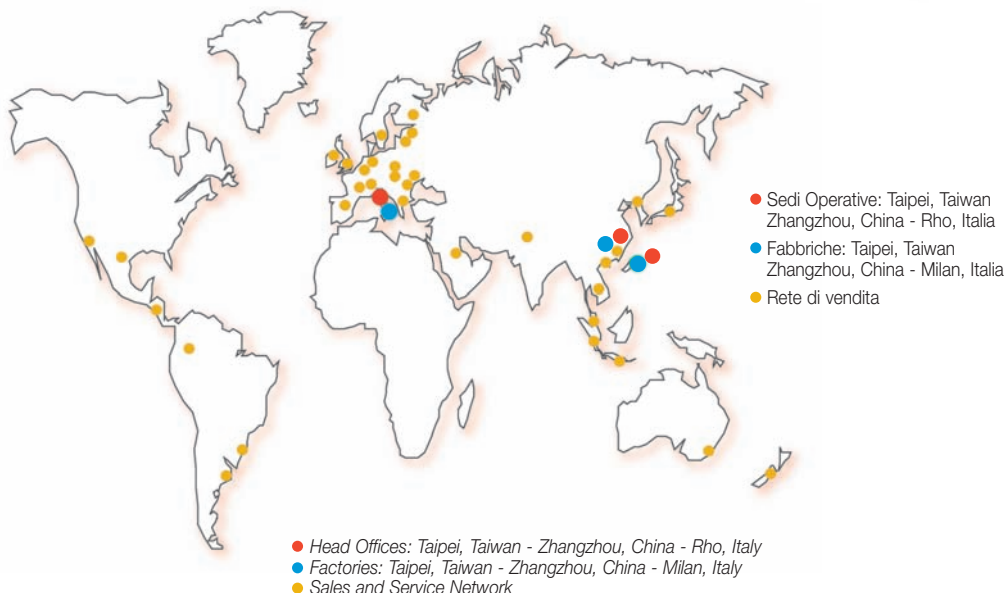 Sedi Operative: Taipei, Taiwan
Zhangzhou, China - Rho, Italia
Fabbriche: Taipei, Taiwan
Zhangzhou, China - Milan, Italia
Rete di vendita
Head Offices: Taipei, Taiwan - Zhangzhou, China - Rho, Italy
Factories: Taipei, Taiwan - Zhangzhou, China - Milan, Italy
Sales and Service Network